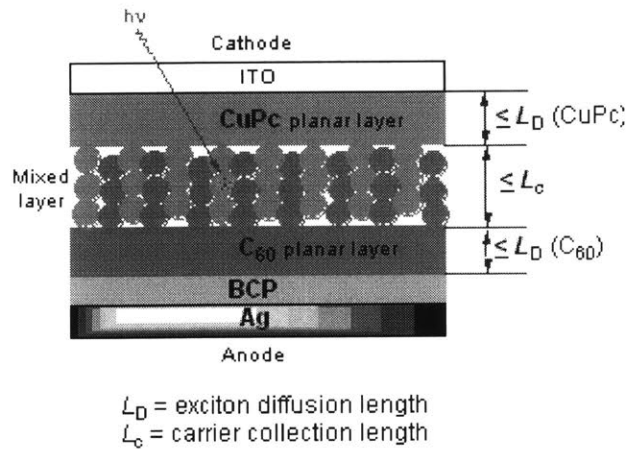 hν
Cathode
ITO
CuPc planar layer
≤ L_D (CuPc)
Mixed
layer
≤ L_c
C₆₀ planar layer
≤ L_D (C₆₀)
BCP
Ag
Anode
L_D = exciton diffusion length
L_c = carrier collection length